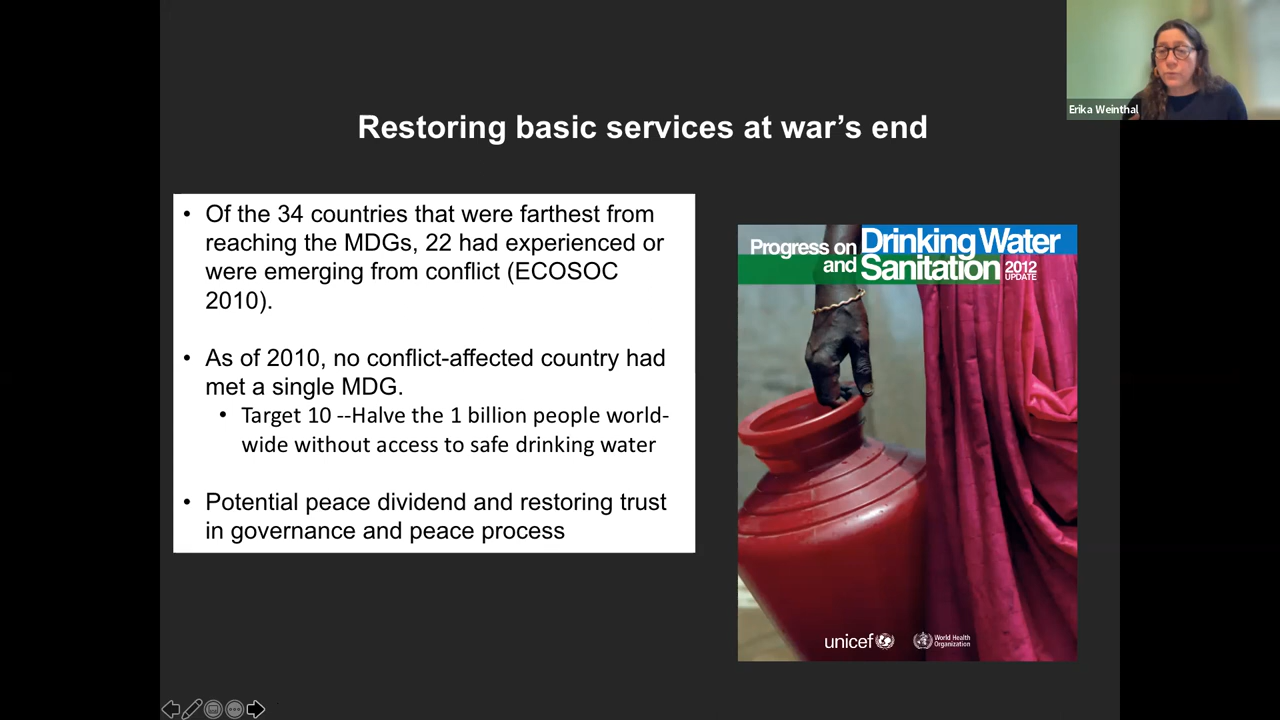 Erika Weinthal
Restoring basic services at war’s end
• Of the 34 countries that were farthest from
reaching the MDGs, 22 had experienced or
were emerging from conflict (ECOSOC
2010).
• As of 2010, no conflict-affected country had
met a single MDG.
• Target 10 --Halve the 1 billion people world-
wide without access to safe drinking water
• Potential peace dividend and restoring trust
in governance and peace process
Progress on Drinking Water
and Sanitation 2012
UPDATE
unicef
World Health
Organization